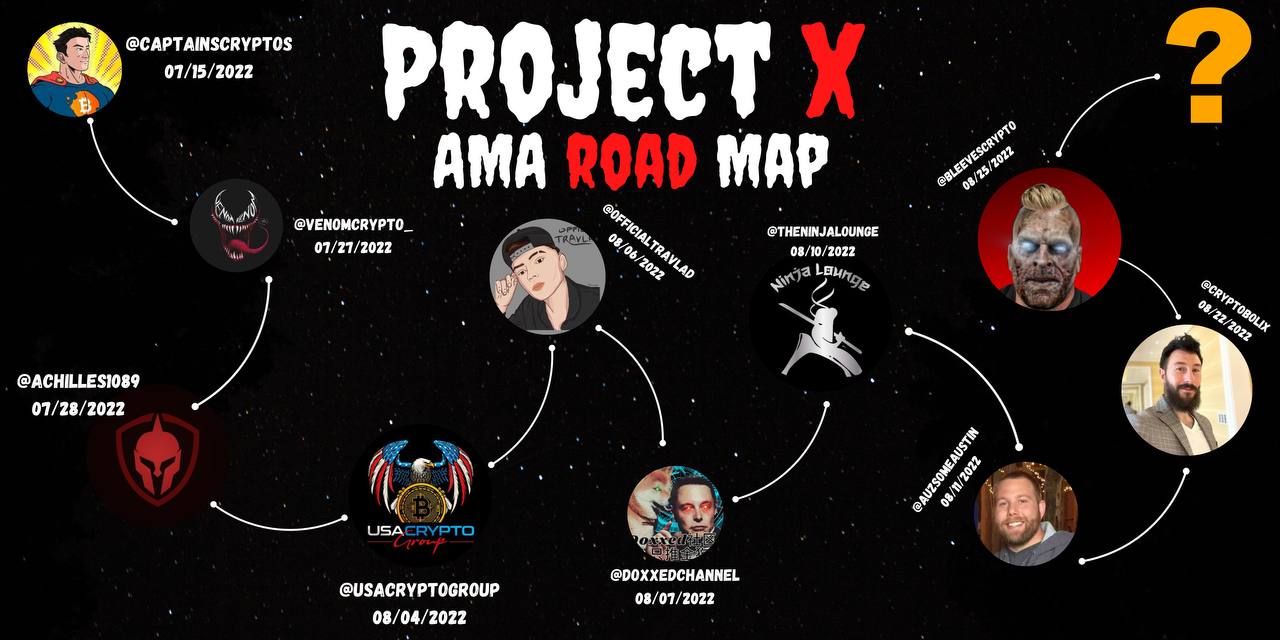 PROJECT X
AMA ROAD MAP
@CAPTAINSCRYPTOS
07/15/2022
@VENOMCRYPTO_
07/27/2022
@ACHILLES1089
07/28/2022
USACRYPTO
Group
@USACRYPTOGROUP
08/04/2022
TRAVLA
@OFFICIALTRAVLAD
08/06/2022
@DOXXEDCHANNEL
08/07/2022
@THENINJALOUNGE
08/10/2022
Ninja Lounge
@AUZSOMEAUSTIN
08/11/2022
@CRYPTOBOLIX
08/22/2022
@BLEEVESCRYPTO
08/25/2022
?